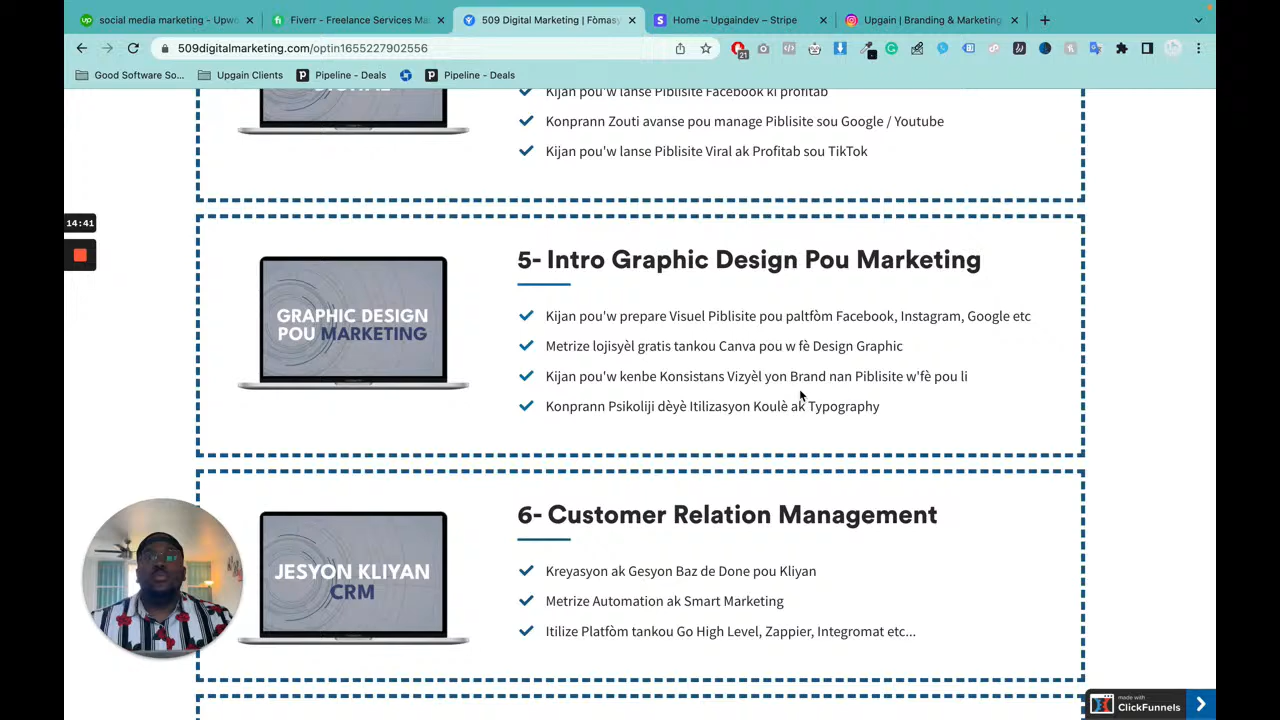 social media marketing - Upwo
Fiverr - Freelance Services Ma
509 Digital Marketing | Fòmasy
Home – Upgaindev – Stripe
Upgain | Branding & Marketing
509digitalmarketing.com/optin1655227902556
21
Good Software So...
Upgain Clients
Pipeline - Deals
Pipeline - Deals
DIGITAL
Kijan pou'w lanse Piblisite Facebook ki profitab
Konprann Zouti avanse pou manage Piblisite sou Google / Youtube
Kijan pou'w lanse Piblisite Viral ak Profitab sou TikTok
14:41
GRAPHIC DESIGN
POU MARKETING
5- Intro Graphic Design Pou Marketing
Kijan pou'w prepare Visuel Piblisite pou paltfòm Facebook, Instagram, Google etc
Metrize lojisyèl gratis tankou Canva pou w fè Design Graphic
Kijan pou'w kenbe Konsistans Vizyèl yon Brand nan Piblisite w'fè pou li
Konprann Psikoliji dèyè Itilizasyon Koulè ak Typography
JESYON KLIYAN
CRM
6- Customer Relation Management
Kreyasyon ak Gesyon Baz de Done pou Kliyan
Metrize Automation ak Smart Marketing
Itilize Platfòm tankou Go High Level, Zappier, Integromat etc...
made with
ClickFunnels